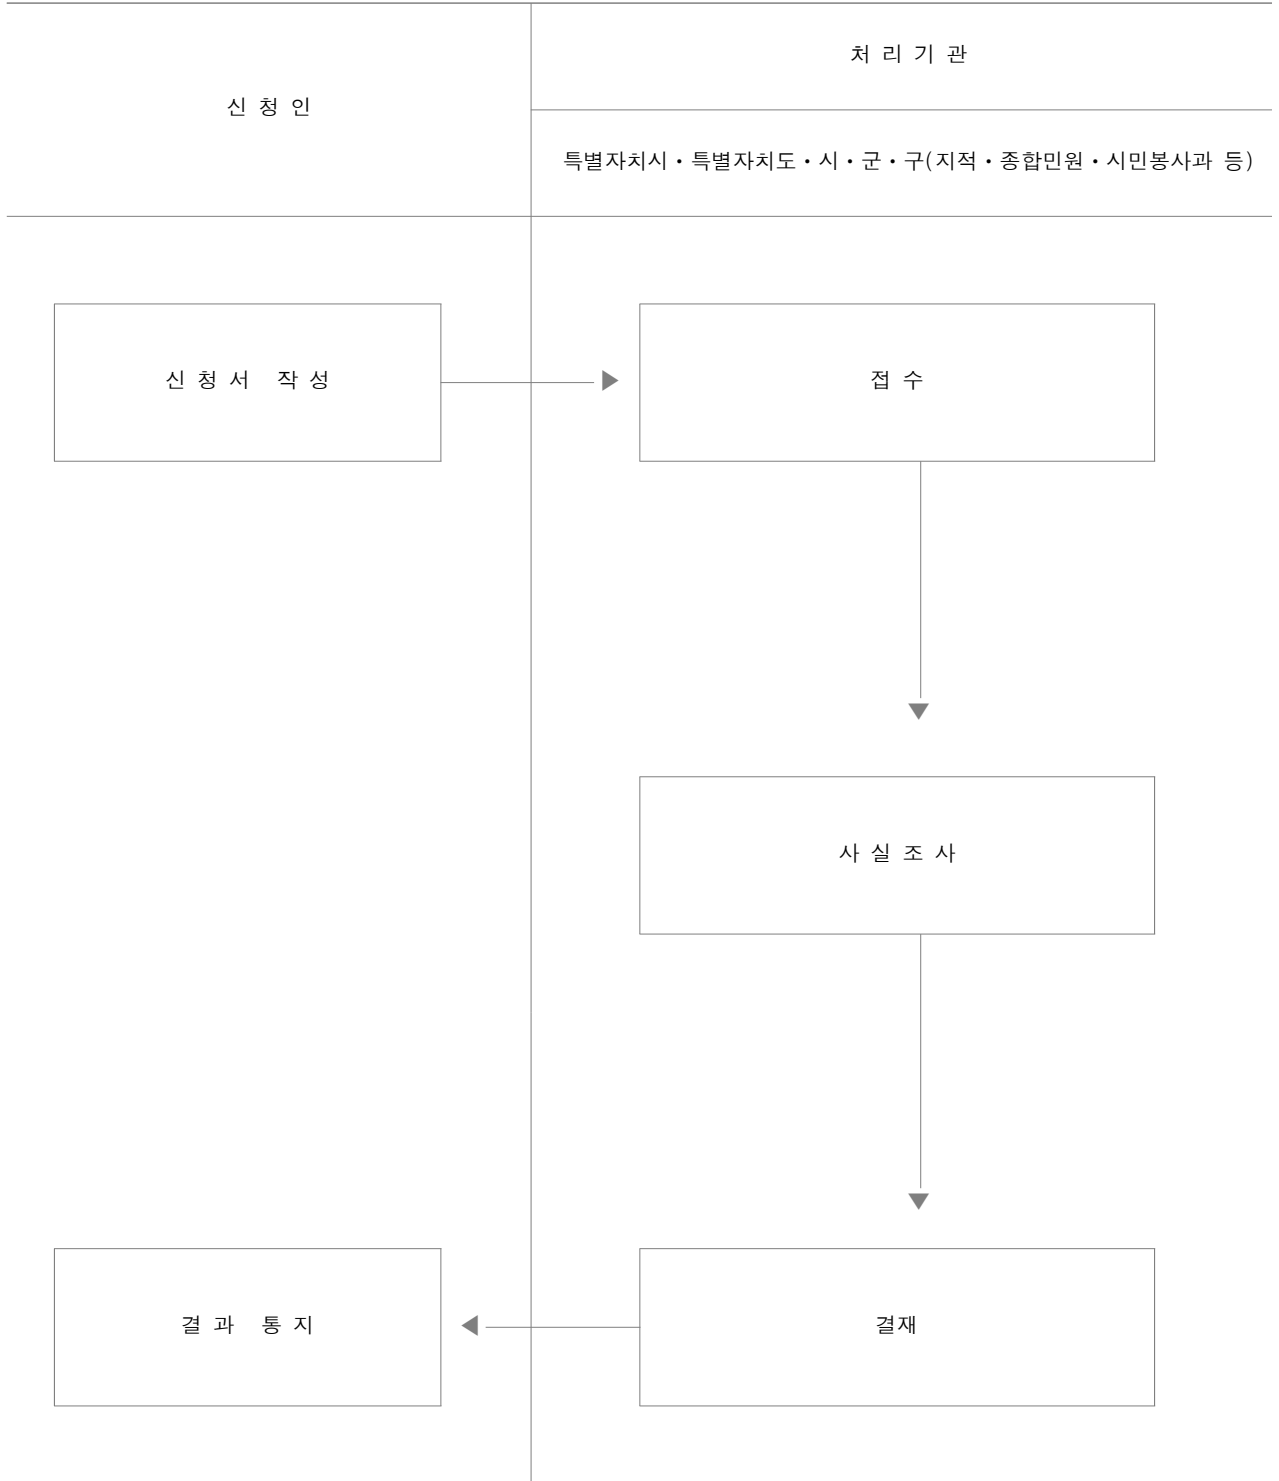 신 청 인
처 리 기 관
특별자치시・특별자치도・시・군・구(지적・종합민원・시민봉사과 등)
신 청 서 작 성
접 수
사 실 조 사
결 과 통 지
결재